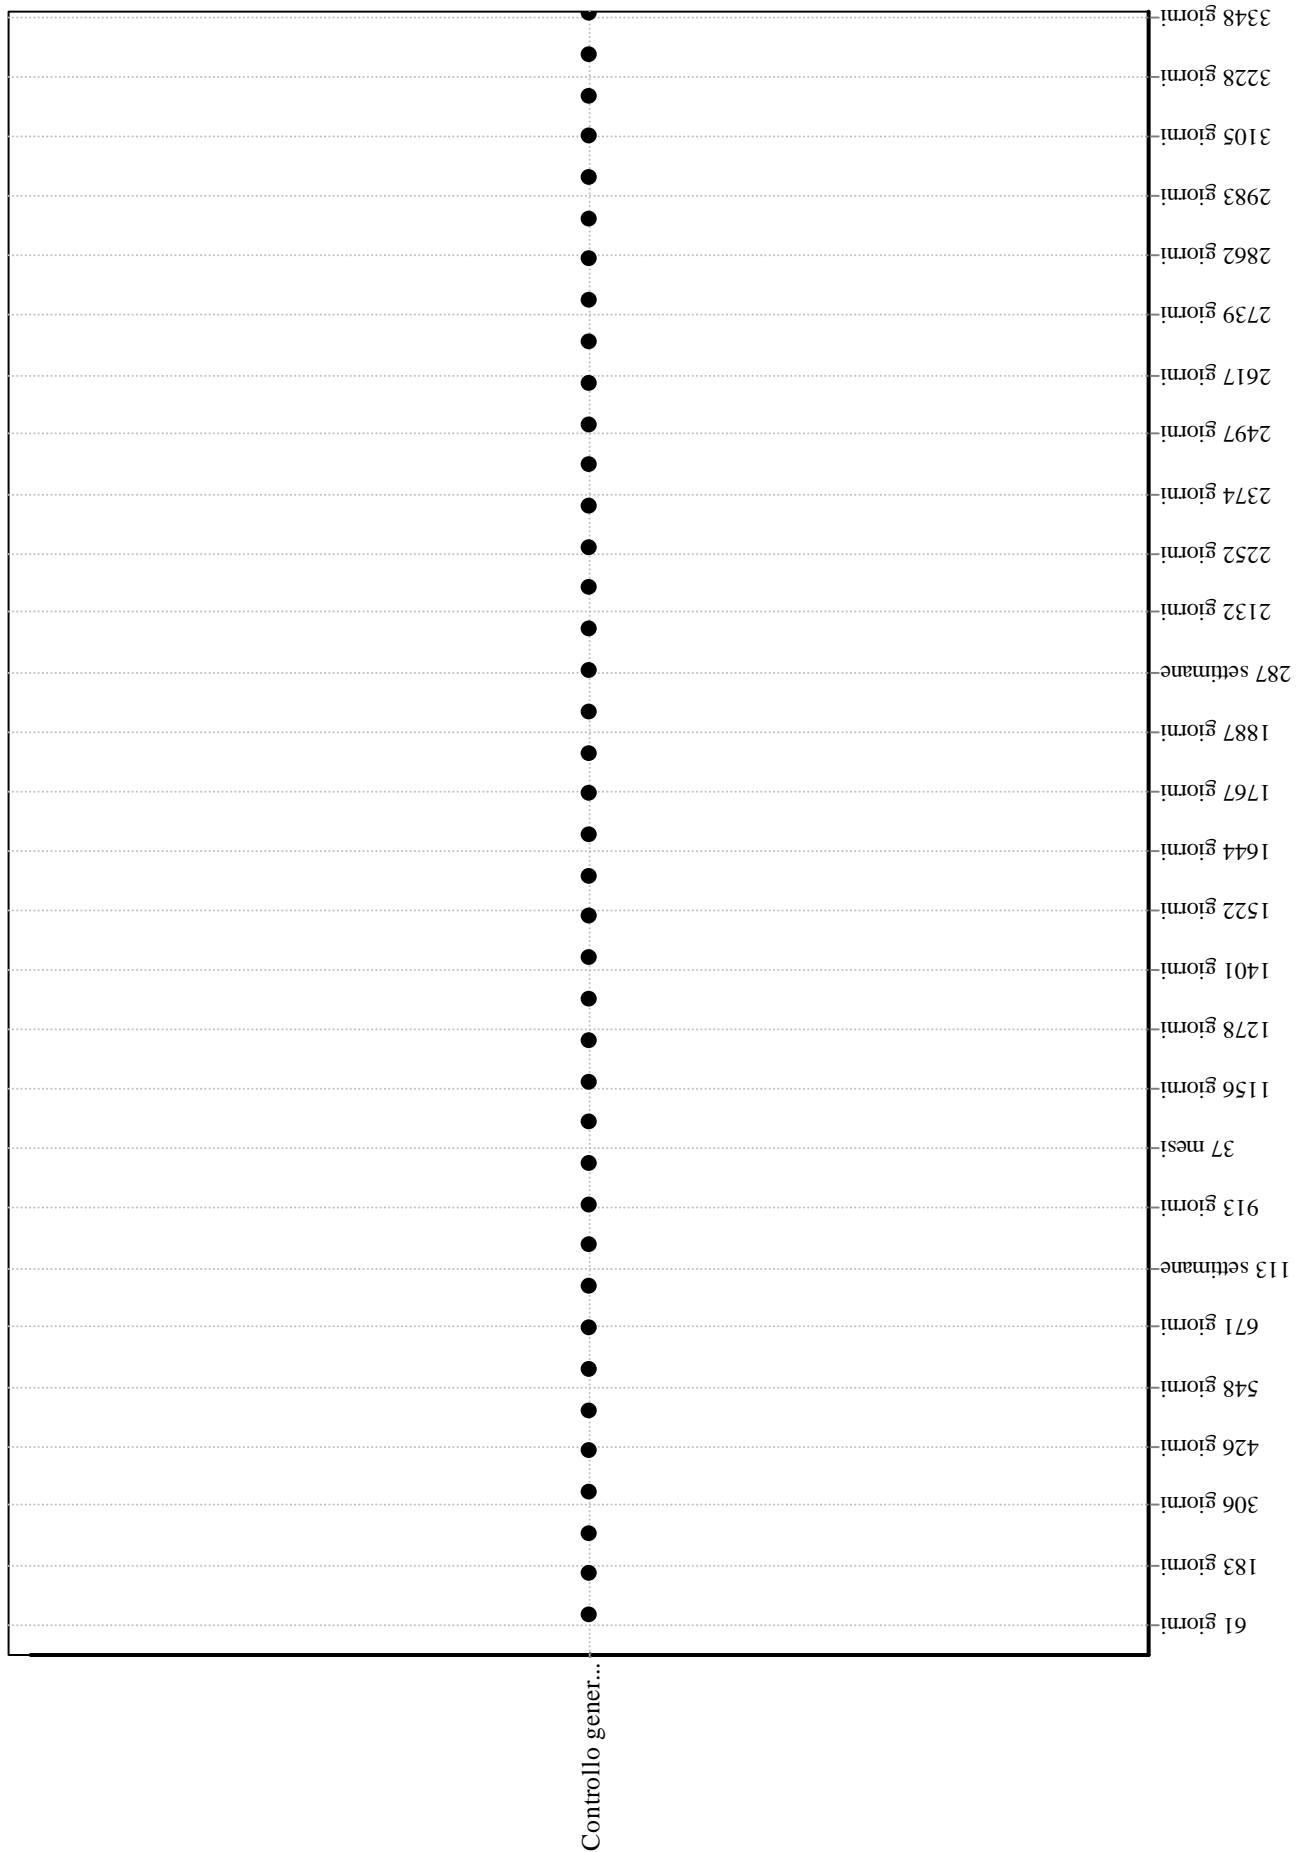 3348 giorni
3228 giorni
3105 giorni
2983 giorni
2862 giorni
2739 giorni
2617 giorni
2497 giorni
2374 giorni
2252 giorni
2132 giorni
287 settimane
1887 giorni
1767 giorni
1644 giorni
1522 giorni
1401 giorni
1278 giorni
1156 giorni
37 mesi
913 giorni
113 settimane
671 giorni
548 giorni
426 giorni
306 giorni
183 giorni
61 giorni
Controllo gener...